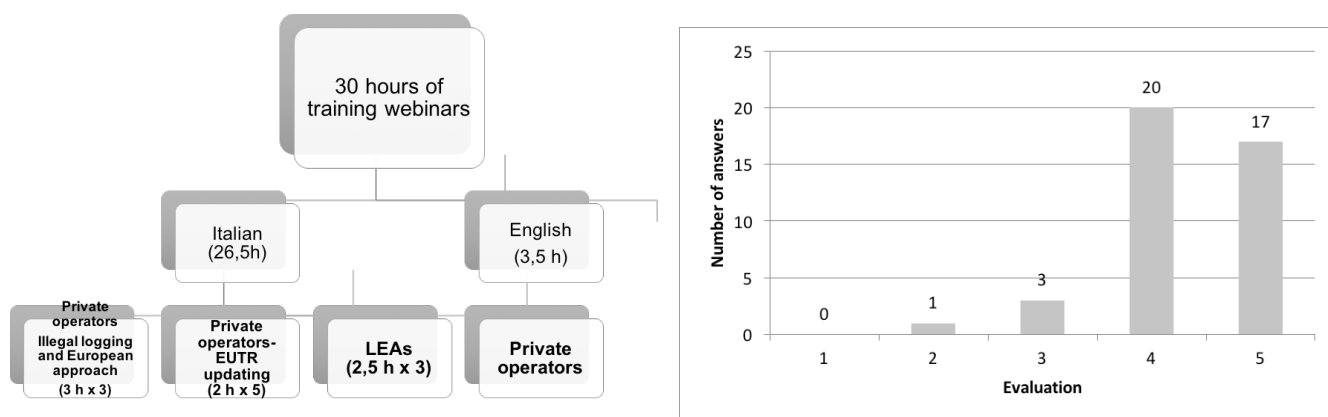 30 hours of
training webinars
Italian
(26,5h)
English
(3,5 h)
Private
operators
Illegal logging
and European
approach
(3 h x 3)
Private
operators-
EUTR
updating
(2 h x 5)
LEAs
(2,5 h x 3)
Private
operators
Number of answers
25
20
15
10
5
0
0
1
3
20
17
1
2
3
4
5
Evaluation